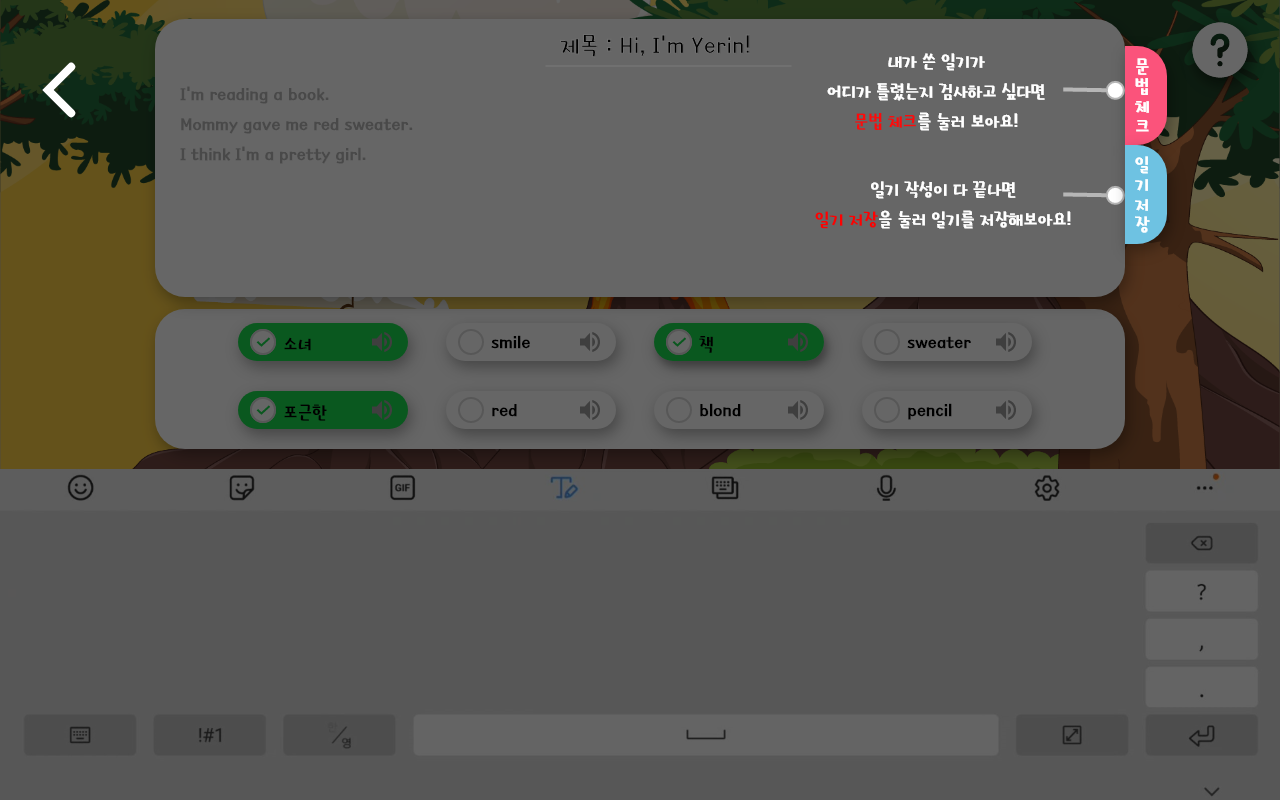 제목 : Hi, I'm Yerin!
I'm reading a book.
Mommy gave me red sweater.
I think I'm a pretty girl.
내가 쓴 일기가
어디가 틀렸는지 검사하고 싶다면
문법 체크를 눌러 보아요!
문법 체크
일기 작성이 다 끝나면
일기 저장을 눌러 일기를 저장해보아요!
일기 저장
?
소녀
smile
책
sweater
포근한
red
blond
pencil
GIF
?
,
.
!#1
영